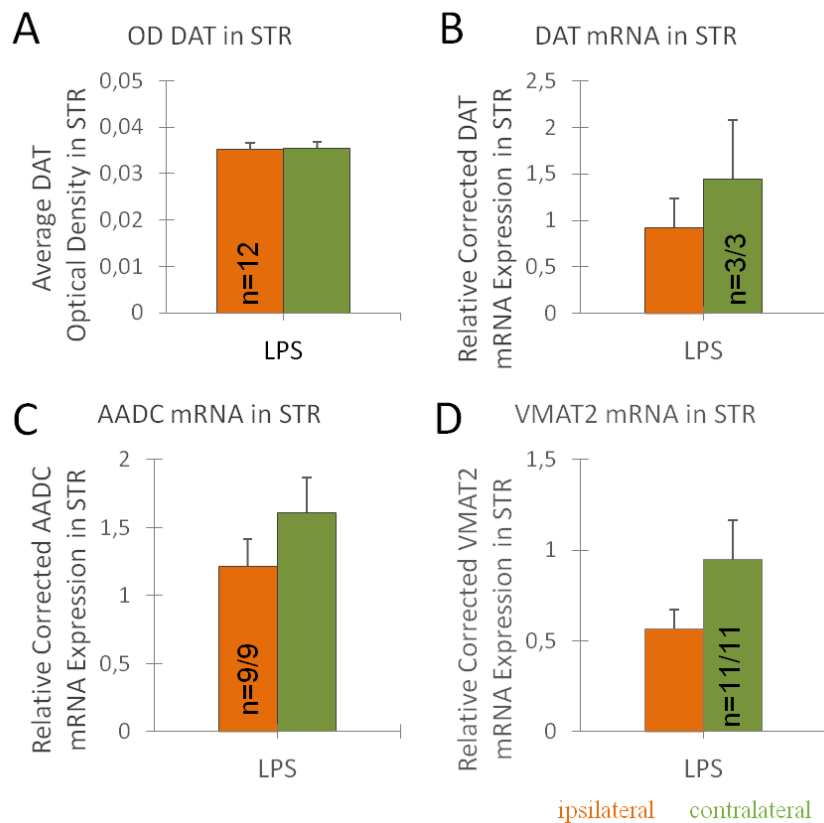 A
OD DAT in STR
Average DAT
Optical Density in STR
0,06
0,05
0,04
0,03
0,02
0,01
0
n=12
LPS
B
DAT mRNA in STR
Relative Corrected DAT
mRNA Expression in STR
2,5
2
1,5
1
0,5
0
n=3/3
LPS
C
AADC mRNA in STR
Relative Corrected AADC
mRNA Expression in STR
2
1,5
1
0,5
0
n=9/9
LPS
D
VMAT2 mRNA in STR
Relative Corrected VMAT2
mRNA Expression in STR
1,5
1
0,5
0
n=11/11
LPS
ipsilateral contralateral